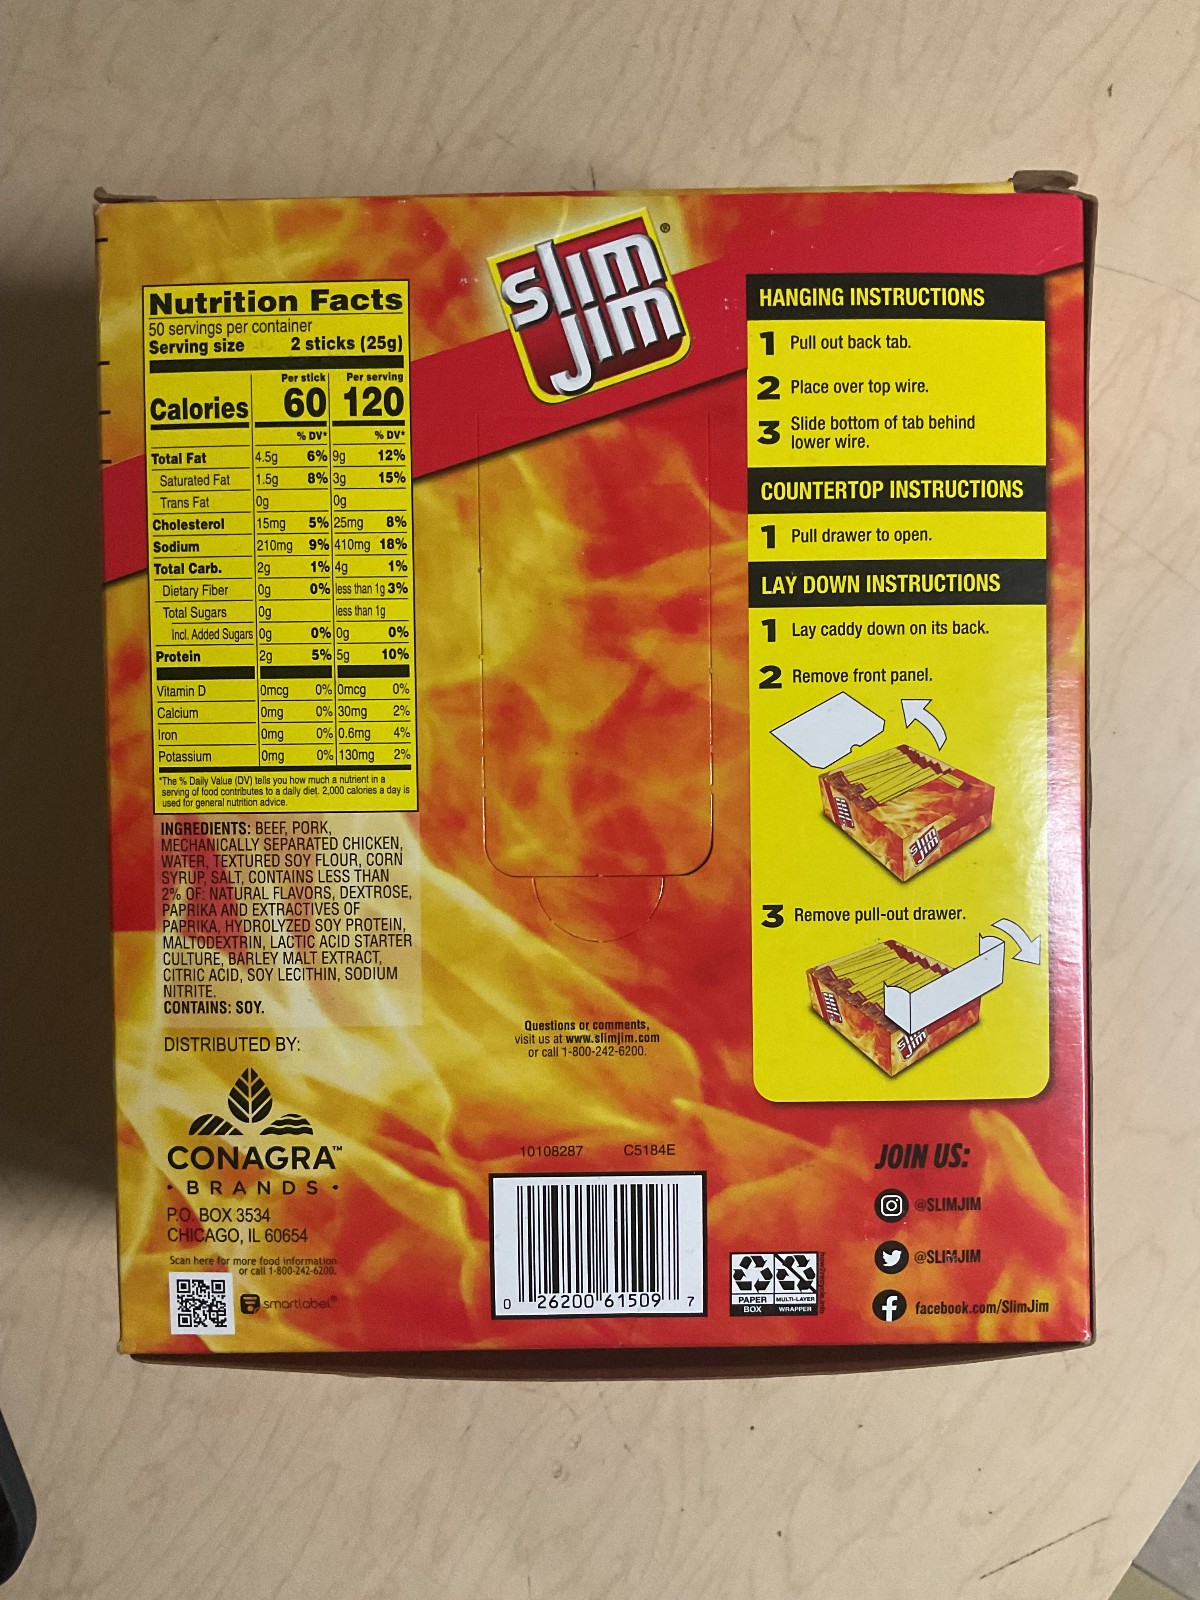 slim
jim
®
Nutrition Facts
50 servings per container
Serving size 2 sticks (25g)
Per stick Per serving
Calories 60 120
% DV* % DV*
Total Fat 4.5g 6% 9g 12%
Saturated Fat 1.5g 8% 3g 15%
Trans Fat 0g 0g
Cholesterol 15mg 5% 25mg 8%
Sodium 210mg 9% 410mg 18%
Total Carb. 2g 1% 4g 1%
Dietary Fiber 0g 0% less than 1g 3%
Total Sugars 0g less than 1g
Incl. Added Sugars 0g 0% 0g 0%
Protein 2g 5% 5g 10%
Vitamin D 0mcg 0% 0mcg 0%
Calcium 0mg 0% 30mg 2%
Iron 0mg 0% 0.6mg 4%
Potassium 0mg 0% 130mg 2%
*The % Daily Value (DV) tells you how much a nutrient in a
serving of food contributes to a daily diet. 2,000 calories a day is
used for general nutrition advice.
INGREDIENTS: BEEF, PORK,
MECHANICALLY SEPARATED CHICKEN,
WATER, TEXTURED SOY FLOUR, CORN
SYRUP, SALT, CONTAINS LESS THAN
2% OF: NATURAL FLAVORS, DEXTROSE,
PAPRIKA AND EXTRACTIVES OF
PAPRIKA, HYDROLYZED SOY PROTEIN,
MALTODEXTRIN, LACTIC ACID STARTER
CULTURE, BARLEY MALT EXTRACT,
CITRIC ACID, SOY LECITHIN, SODIUM
NITRITE.
CONTAINS: SOY.
DISTRIBUTED BY:
CONAGRA™
• BRANDS •
P.O. BOX 3534
CHICAGO, IL 60654
Scan here for more food information
or call 1-800-242-6200.
smartlabel®
Questions or comments,
visit us at www.slimjim.com
or call 1-800-242-6200.
10108287 C5184E
0 26200 61509 7
HANGING INSTRUCTIONS
1 Pull out back tab.
2 Place over top wire.
3 Slide bottom of tab behind
lower wire.
COUNTERTOP INSTRUCTIONS
1 Pull drawer to open.
LAY DOWN INSTRUCTIONS
1 Lay caddy down on its back.
2 Remove front panel.
slim
jim
3 Remove pull-out drawer.
slim
jim
JOIN US:
@SLIMJIM
@SLIMJIM
facebook.com/SlimJim
PAPER MULTI-LAYER
BOX WRAPPER